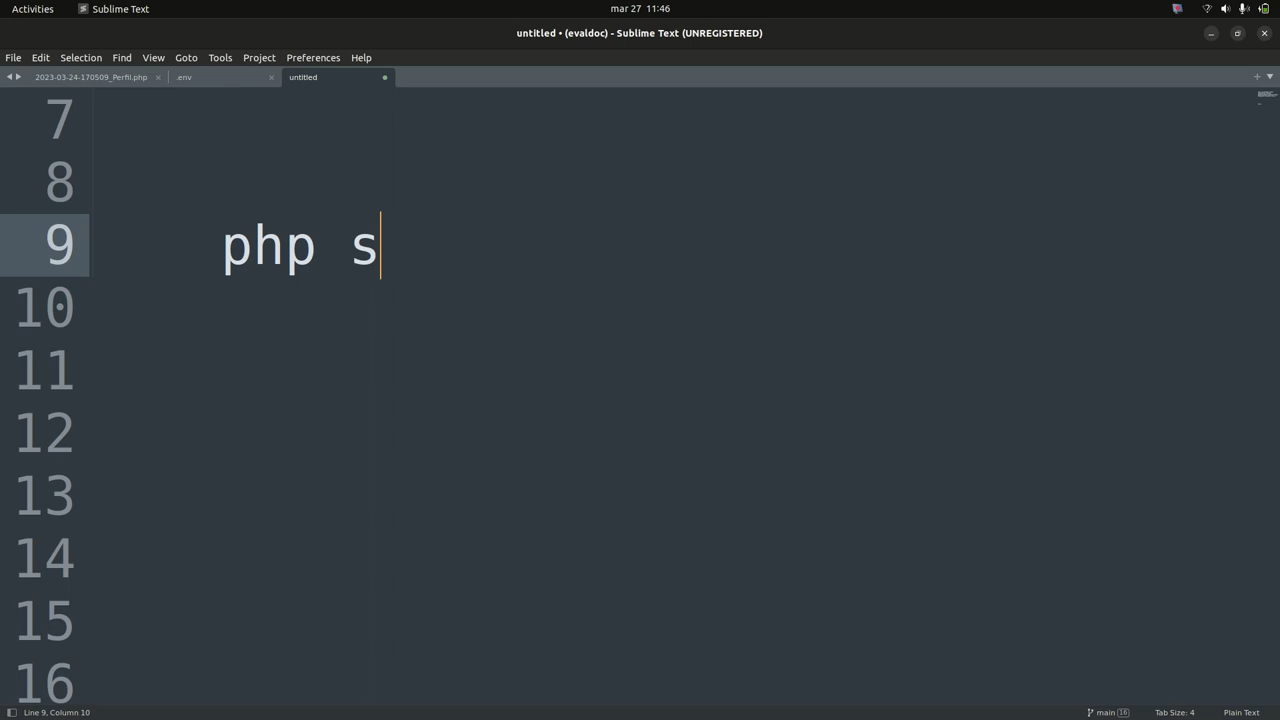 Activities Sublime Text mar 27 11:46
untitled • (evaldoc) - Sublime Text (UNREGISTERED)
File Edit Selection Find View Goto Tools Project Preferences Help
2023-03-24-170509_Perfil.php .env untitled
7
8
9 php s
10
11
12
13
14
15
16
Line 9, Column 10 main 16 Tab Size: 4 Plain Text